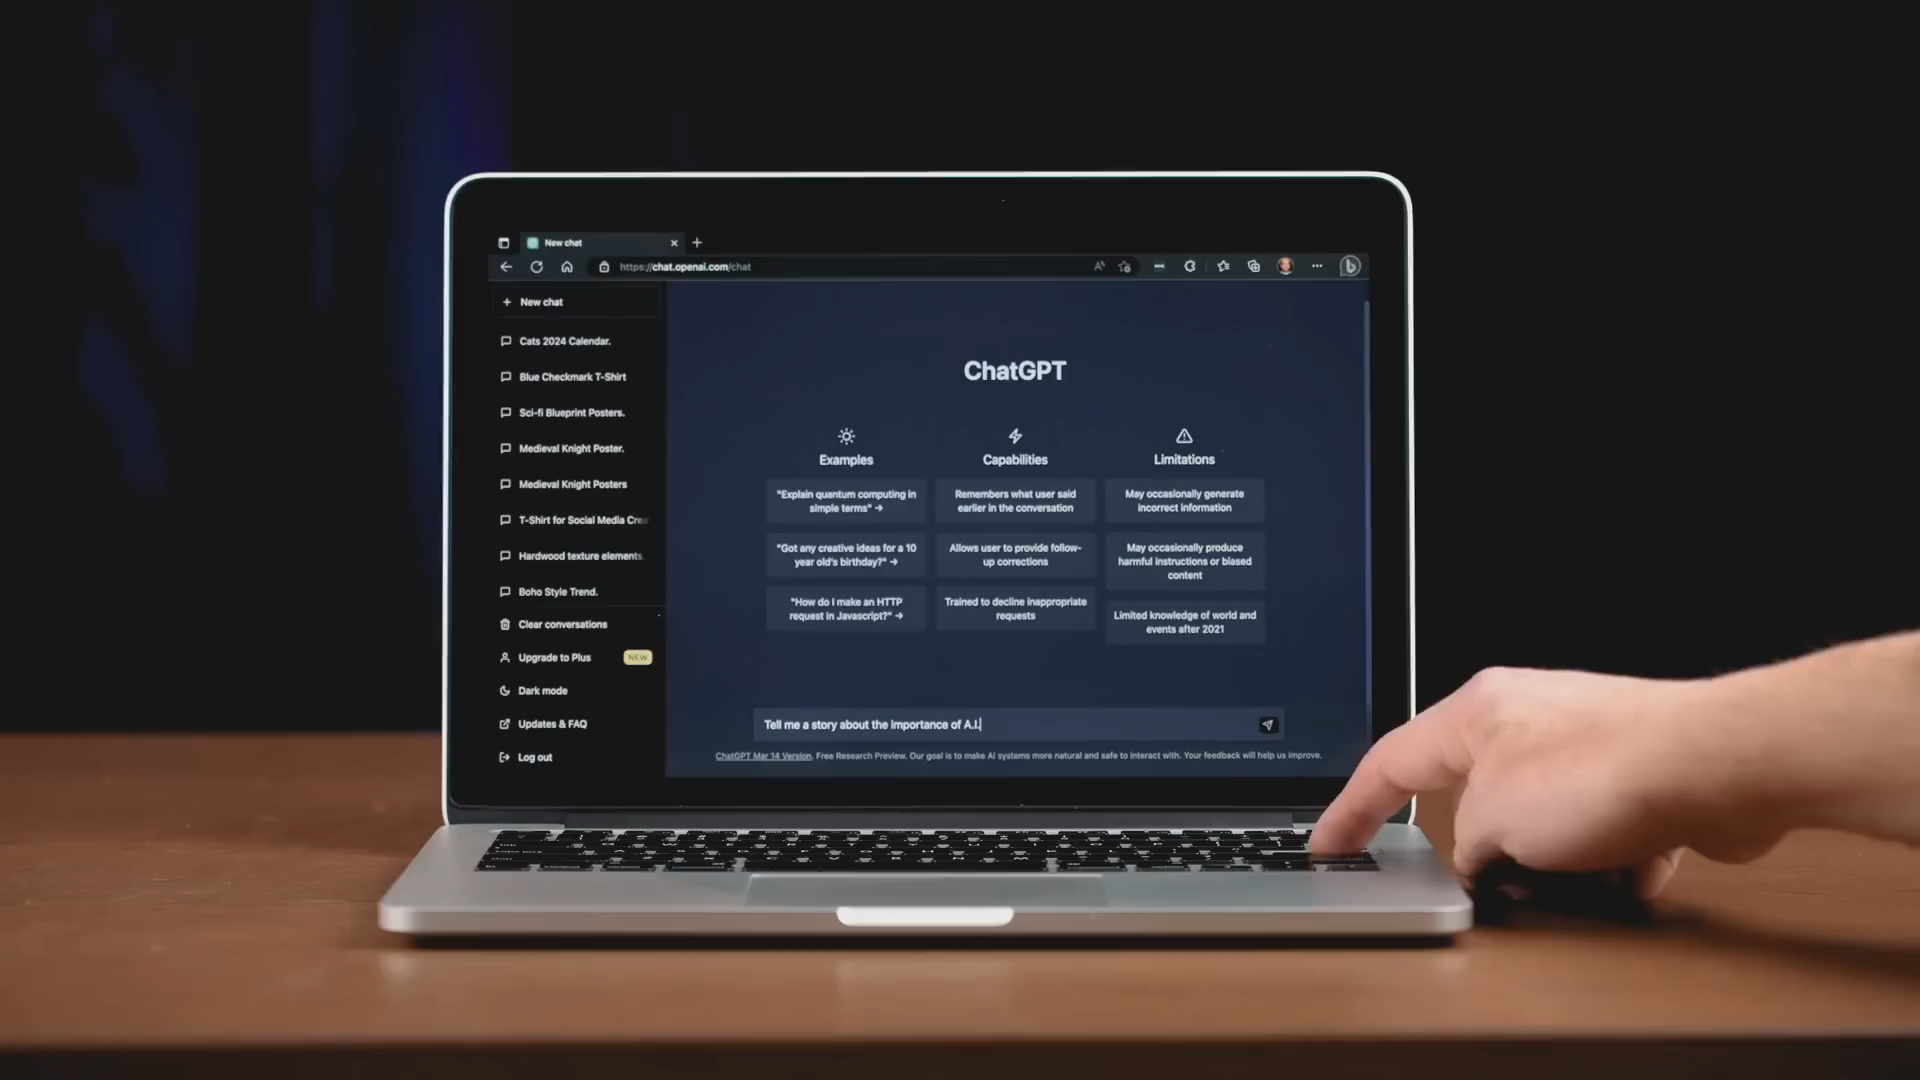 New chat
https://chat.openai.com/chat
New chat
Cats 2024 Calendar.
Blue Checkmark T-Shirt
Sci-fi Blueprint Posters.
Medieval Knight Poster.
Medieval Knight Posters
T-Shirt for Social Media Crea
Hardwood texture elements.
Boho Style Trend.
Clear conversations
Upgrade to Plus NEW
Dark mode
Updates & FAQ
Log out
ChatGPT
Examples
"Explain quantum computing in
simple terms" →
"Got any creative ideas for a 10
year old's birthday?" →
"How do I make an HTTP
request in Javascript?" →
Capabilities
Remembers what user said
earlier in the conversation
Allows user to provide follow-
up corrections
Trained to decline inappropriate
requests
Limitations
May occasionally generate
incorrect information
May occasionally produce
harmful instructions or biased
content
Limited knowledge of world and
events after 2021
Tell me a story about the importance of A.I.
ChatGPT Mar 14 Version. Free Research Preview. Our goal is to make AI systems more natural and safe to interact with. Your feedback will help us improve.